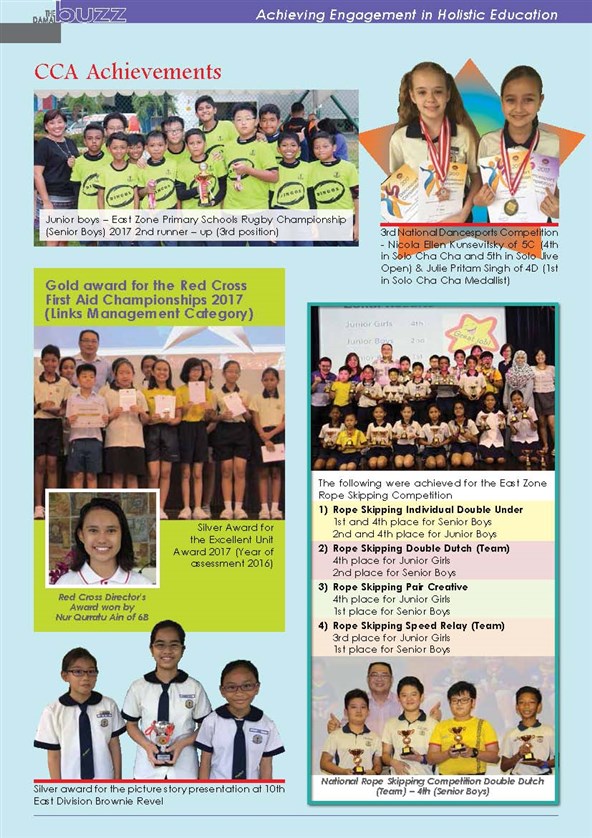 THE DAMAI buzz
Achieving Engagement in Holistic Education
CCA Achievements
Junior boys – East Zone Primary Schools Rugby Championship
(Senior Boys) 2017 2nd runner – up (3rd position)
3rd National Dancesports Competition
- Nicola Ellen Kunsevitsky of 5C (4th
in Solo Cha Cha and 5th in Solo Jive
Open) & Julie Pritam Singh of 4D (1st
in Solo Cha Cha Medallist)
Gold award for the Red Cross
First Aid Championships 2017
(Links Management Category)
Silver Award for
the Excellent Unit
Award 2017 (Year of
assessment 2016)
Red Cross Director's
Award won by
Nur Qurratu Ain of 6B
Silver award for the picture story presentation at 10th
East Division Brownie Revel
Junior Girls 4th
Junior Boys 2nd
Great Job!
The following were achieved for the East Zone
Rope Skipping Competition
1) Rope Skipping Individual Double Under
1st and 4th place for Senior Boys
2nd and 4th place for Junior Boys
2) Rope Skipping Double Dutch (Team)
4th place for Junior Girls
2nd place for Senior Boys
3) Rope Skipping Pair Creative
4th place for Junior Girls
1st place for Senior Boys
4) Rope Skipping Speed Relay (Team)
3rd place for Junior Girls
1st place for Senior Boys
National Rope Skipping Competition Double Dutch
(Team) – 4th (Senior Boys)